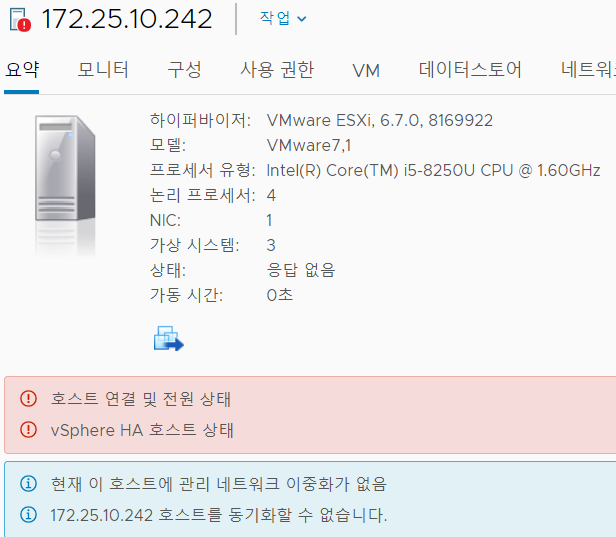 172.25.10.242 작업
요약 모니터 구성 사용 권한 VM 데이터스토어
하이퍼바이저: VMware ESXi, 6.7.0, 8169922
모델: VMware7,1
프로세서 유형: Intel(R) Core(TM) i5-8250U CPU @ 1.60GHz
논리 프로세서: 4
NIC: 1
가상 시스템: 3
상태: 응답 없음
가동 시간: 0초
호스트 연결 및 전원 상태
vSphere HA 호스트 상태
현재 이 호스트에 관리 네트워크 이중화가 없음
172.25.10.242 호스트를 동기화할 수 없습니다.